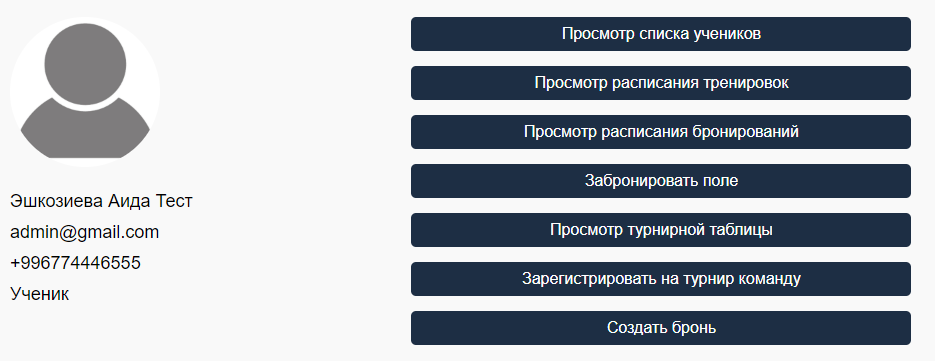 Эшкозиева Аида Тест
admin@gmail.com
+996774446555
Ученик
Просмотр списка учеников
Просмотр расписания тренировок
Просмотр расписания бронирований
Забронировать поле
Просмотр турнирной таблицы
Зарегистрировать на турнир команду
Создать бронь